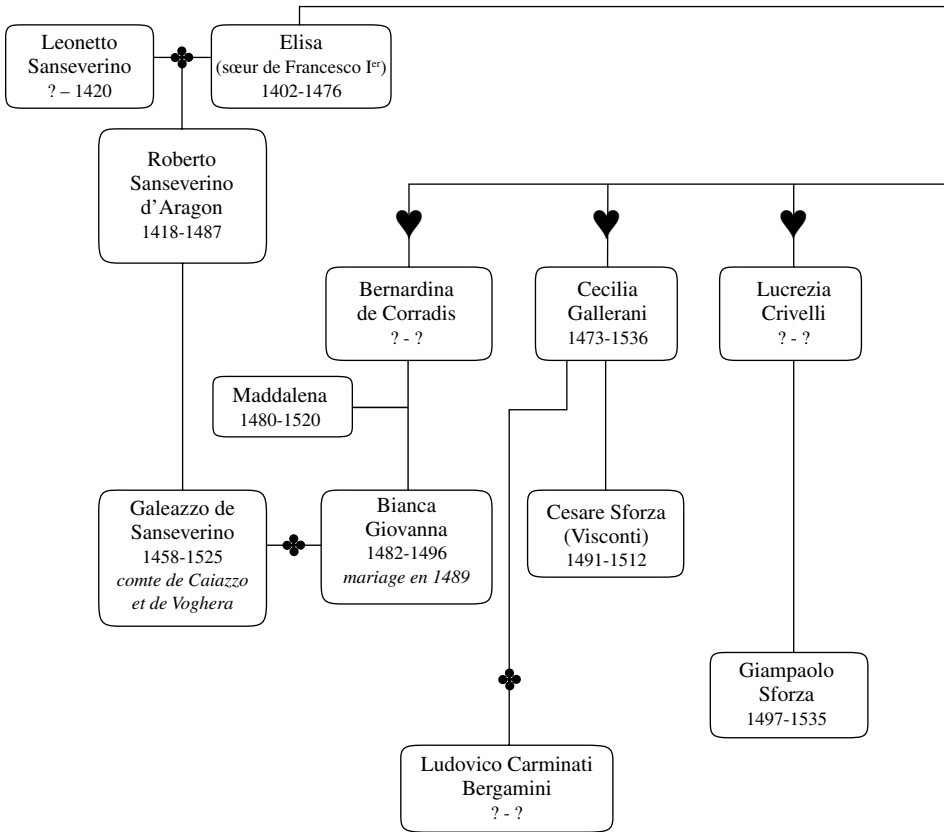 Leonetto
Sanseverino
? – 1420
Elisa
(sœur de Francesco Iᵉʳ)
1402-1476
Roberto
Sanseverino
d’Aragon
1418-1487
Bernardina
de Corradis
? - ?
Cecilia
Gallerani
1473-1536
Lucrezia
Crivelli
? - ?
Maddalena
1480-1520
Galeazzo de
Sanseverino
1458-1525
comte de Caiazzo
et de Voghera
Bianca
Giovanna
1482-1496
mariage en 1489
Cesare Sforza
(Visconti)
1491-1512
Giampaolo
Sforza
1497-1535
Ludovico Carminati
Bergamini
? - ?